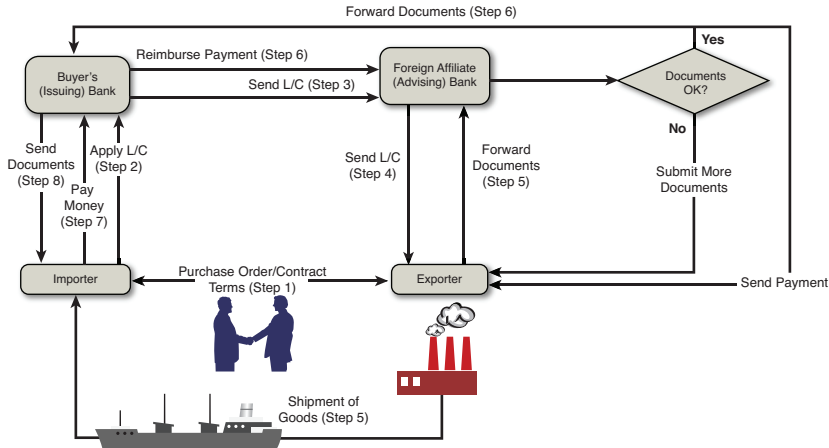 Forward Documents (Step 6)
Yes
Reimburse Payment (Step 6)
Buyer's
(Issuing) Bank
Foreign Affiliate
(Advising) Bank
Documents
OK?
Send L/C (Step 3)
No
Send
Documents
(Step 8)
Apply L/C
(Step 2)
Pay
Money
(Step 7)
Send L/C
(Step 4)
Forward
Documents
(Step 5)
Submit More
Documents
Importer
Purchase Order/Contract
Terms (Step 1)
Exporter
Send Payment
Shipment of
Goods (Step 5)